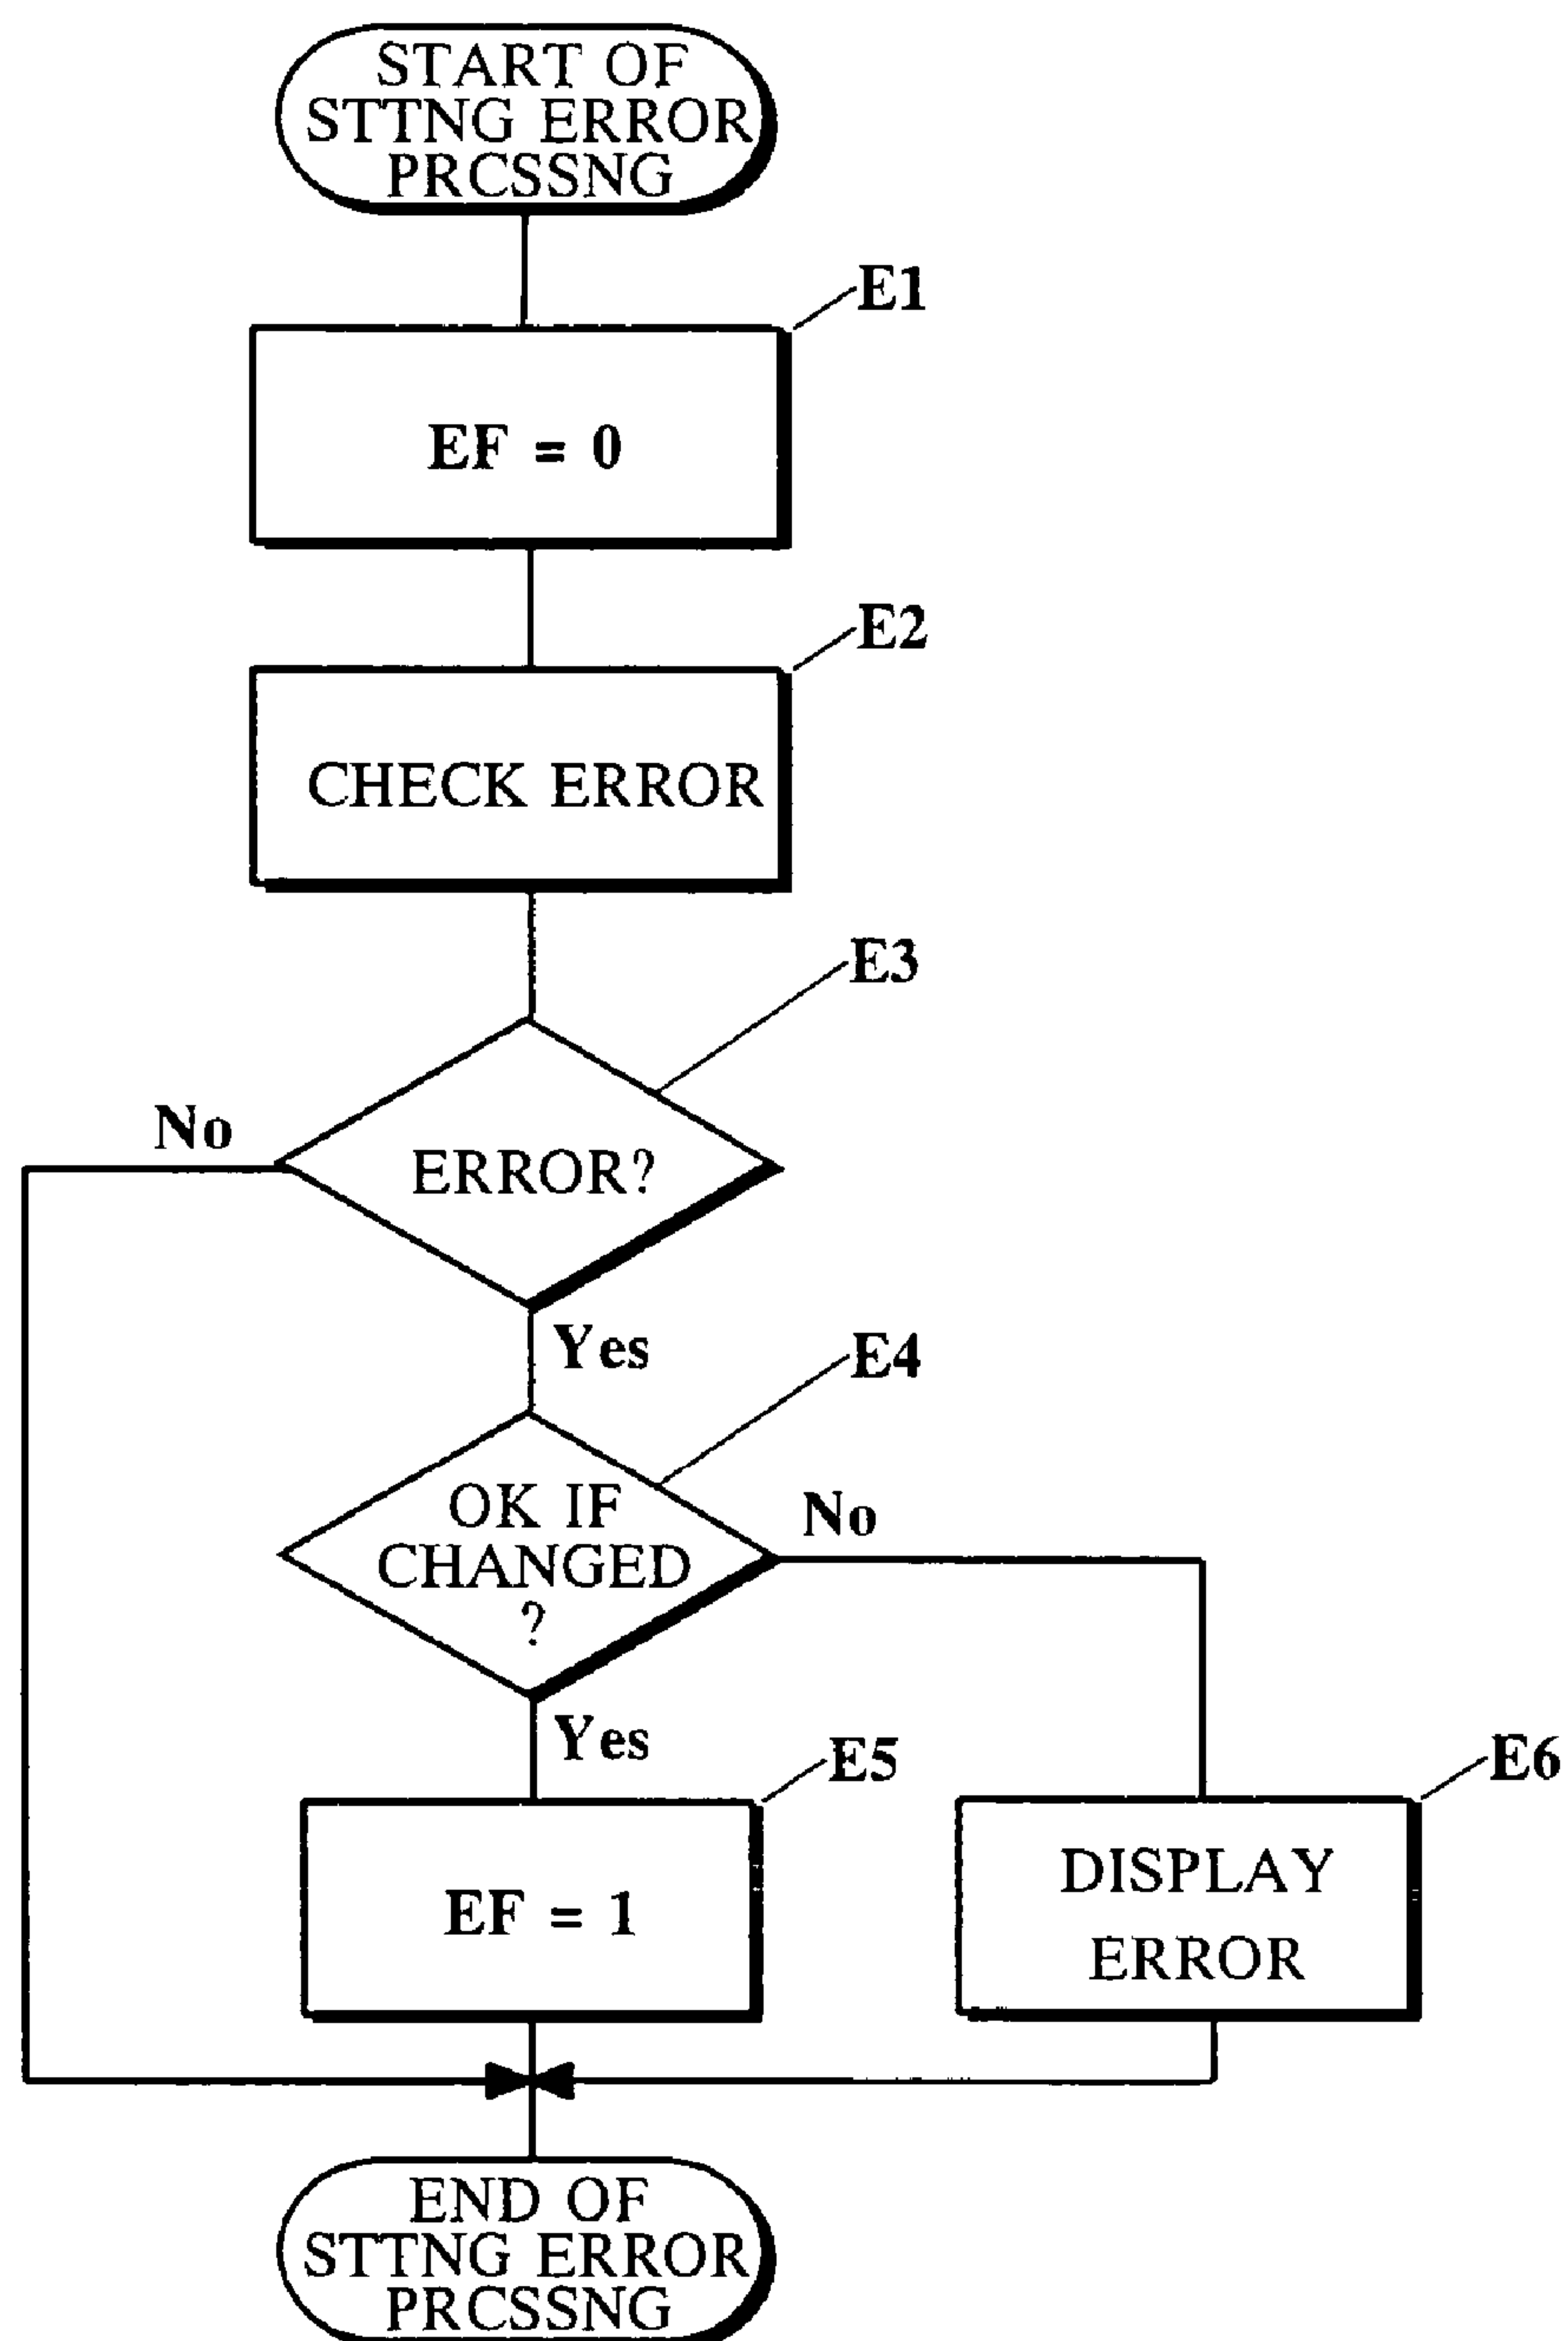 START OF
STTNG ERROR
PRCSSNG
E1
EF = 0
E2
CHECK ERROR
E3
No
ERROR?
Yes
E4
OK IF
CHANGED
?
No
Yes
E5
EF = 1
E6
DISPLAY
ERROR
END OF
STTNG ERROR
PRCSSNG